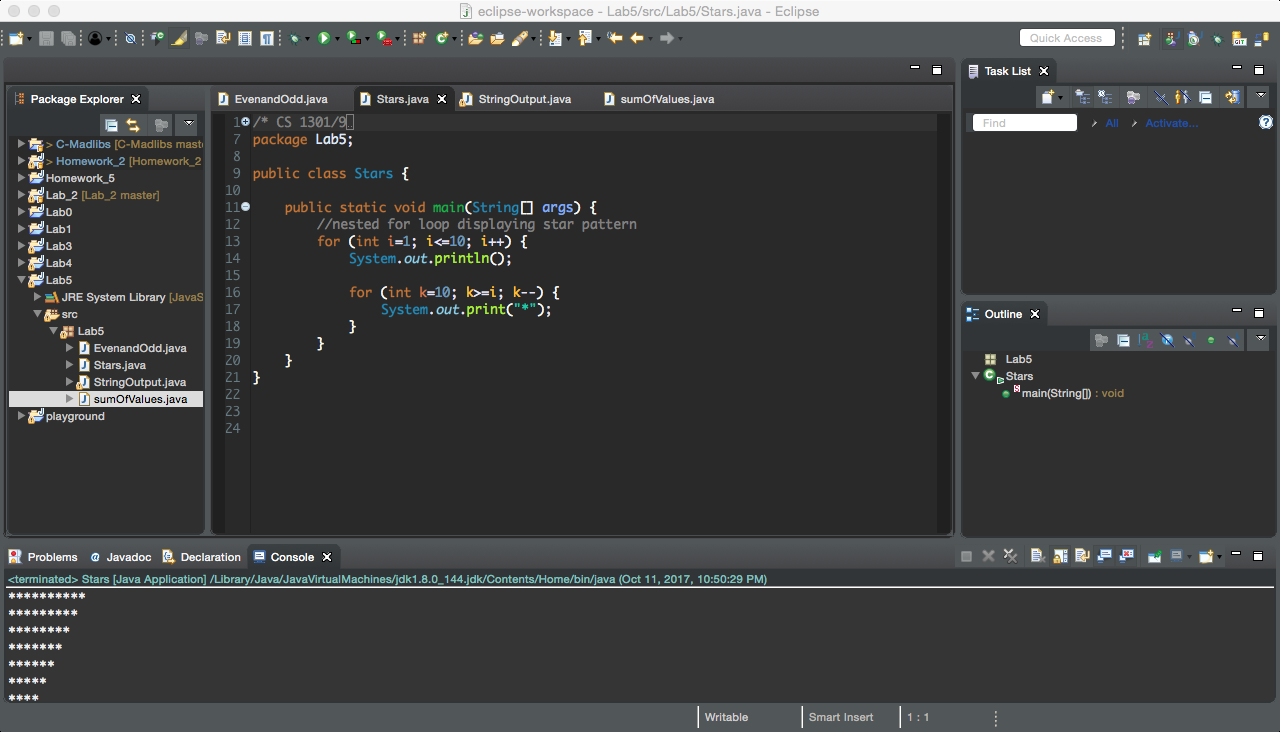 eclipse-workspace - Lab5/src/Lab5/Stars.java - Eclipse
Quick Access
Package Explorer
> C-Madlibs [C-Madlibs mast
> Homework_2 [Homework_2
Homework_5
Lab_2 [Lab_2 master]
Lab0
Lab1
Lab3
Lab4
Lab5
JRE System Library [JavaS
src
Lab5
EvenandOdd.java
Stars.java
StringOutput.java
sumOfValues.java
playground
EvenandOdd.java Stars.java StringOutput.java sumOfValues.java
1 /* CS 1301/9
7 package Lab5;
8
9 public class Stars {
10
11 public static void main(String[] args) {
12 //nested for loop displaying star pattern
13 for (int i=1; i<=10; i++) {
14 System.out.println();
15
16 for (int k=10; k>=i; k--) {
17 System.out.print("*");
18 }
19 }
20 }
21 }
22
23
24
Task List
Find All Activate...
Outline
Lab5
Stars
main(String[]) : void
Problems @ Javadoc Declaration Console
<terminated> Stars [Java Application] /Library/Java/JavaVirtualMachines/jdk1.8.0_144.jdk/Contents/Home/bin/java (Oct 11, 2017, 10:50:29 PM)
**********
*********
********
*******
******
*****
****
Writable Smart Insert 1 : 1